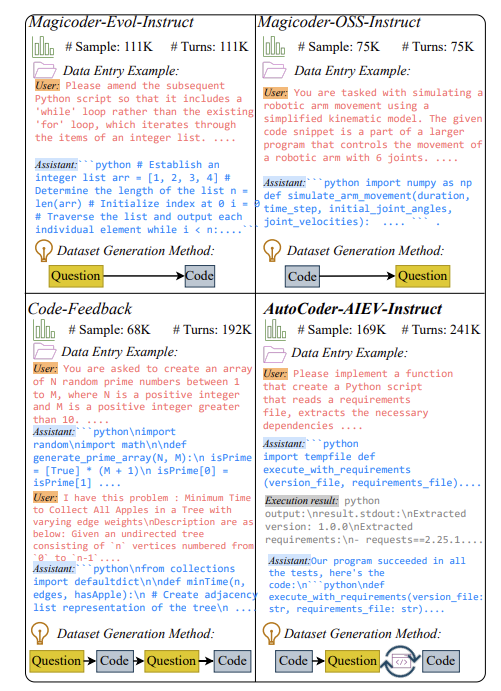 Magicoder-Evol-Instruct
# Sample: 111K # Turns: 111K
Data Entry Example:
User: Please amend the subsequent
Python script so that it includes a
'while' loop rather than the existing
'for' loop, which iterates through
the items of an integer list. ....
Assistant:```python # Establish an
integer list arr = [1, 2, 3, 4] #
Determine the length of the list n =
len(arr) # Initialize index at 0 i = 0
# Traverse the list and output each
individual element while i < n:....```
Dataset Generation Method:
Question Code
Magicoder-OSS-Instruct
# Sample: 75K # Turns: 75K
Data Entry Example:
User: You are tasked with simulating a
robotic arm movement using a
simplified kinematic model. The given
code snippet is a part of a larger
program that controls the movement of
a robotic arm with 6 joints. ....
Assistant:```python import numpy as np
def simulate_arm_movement(duration,
time_step, initial_joint_angles,
joint_velocities): .... ``` .
Dataset Generation Method:
Code Question
Code-Feedback
# Sample: 68K # Turns: 192K
Data Entry Example:
User: You are asked to create an array
of N random prime numbers between 1
to M, where N is a positive integer
and M is a positive integer greater
than 10. ....
Assistant:```python\nimport
random\nimport math\n\ndef
generate_prime_array(N, M):\n isPrime
= [True] * (M + 1)\n isPrime[0] =
isPrime[1] ....
User: I have this problem : Minimum Time
to Collect All Apples in a Tree with
varying edge weights\nDescription are as
below: Given an undirected tree
consisting of `n` vertices numbered from
`0` to `n-1`....
Assistant:```python\nfrom collections
import defaultdict\n\ndef minTime(n,
edges, hasApple):\n # Create adjacency
list representation of the tree\n ....
Dataset Generation Method:
Question Code Question Code
AutoCoder-AIEV-Instruct
# Sample: 169K # Turns: 241K
Data Entry Example:
User: Please implement a function
that create a Python script
that reads a requirements
file, extracts the necessary
dependencies ....
Assistant:```python
import tempfile def
execute_with_requirements
(version_file, requirements_file)....
Execution result: python
output:\nresult.stdout:\nExtracted
version: 1.0.0\nExtracted
requirements:\n- requests==2.25.1....
Assistant:Our program succeeded in all
the tests, here's the
code:\n```python\ndef
execute_with_requirements(version_file:
str, requirements_file: str)....
Dataset Generation Method:
Code Question </> Code